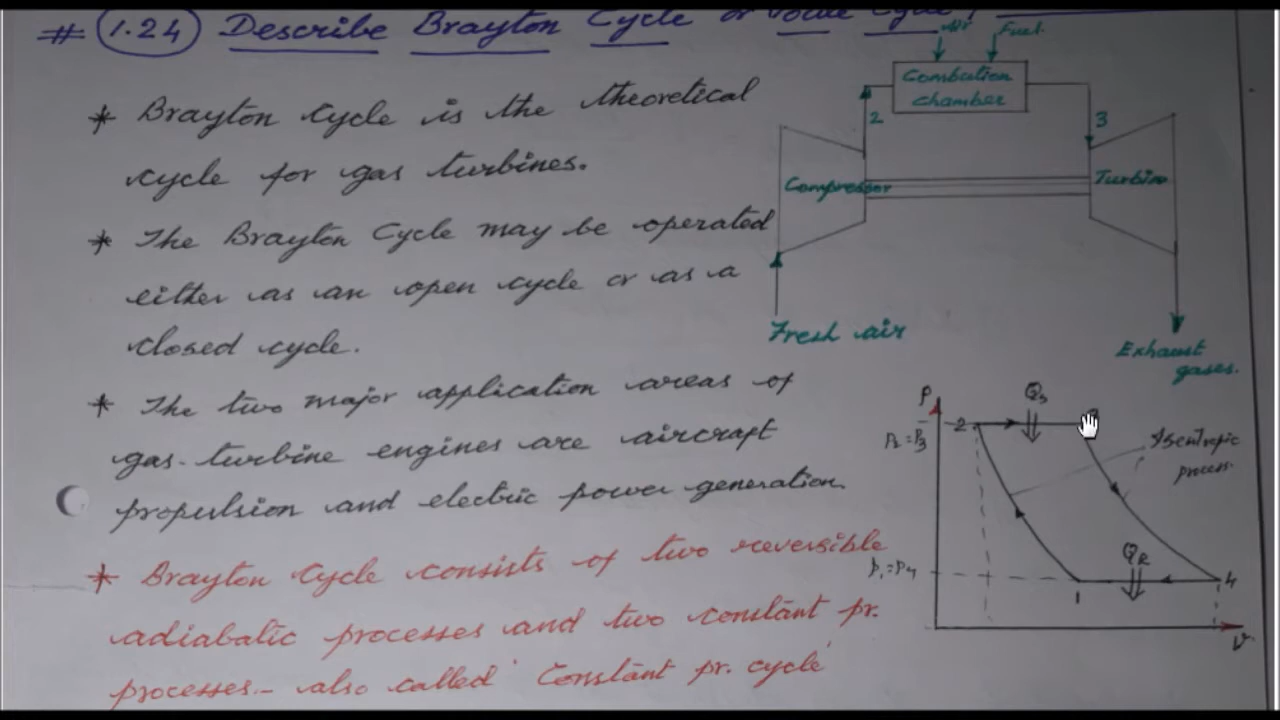 # 1.24 Describe Brayton Cycle or Joule Cycle
* Brayton Cycle is the theoretical
cycle for gas turbines.
* The Brayton Cycle may be operated
either as an open cycle or as a
closed cycle.
* The two major application areas of
gas-turbine engines are aircraft
propulsion and electric power generation.
* Brayton Cycle consists of two reversible
adiabatic processes and two constant pr.
processes - also called 'Constant pr. cycle'
Air
Fuel
Combution
chamber
2
3
Compressor
Turbine
Fresh air
Exhaust
gases.
P
Qs
2
P2 = P3
Isentropic
process.
QR
P1 = P4
1
4
V